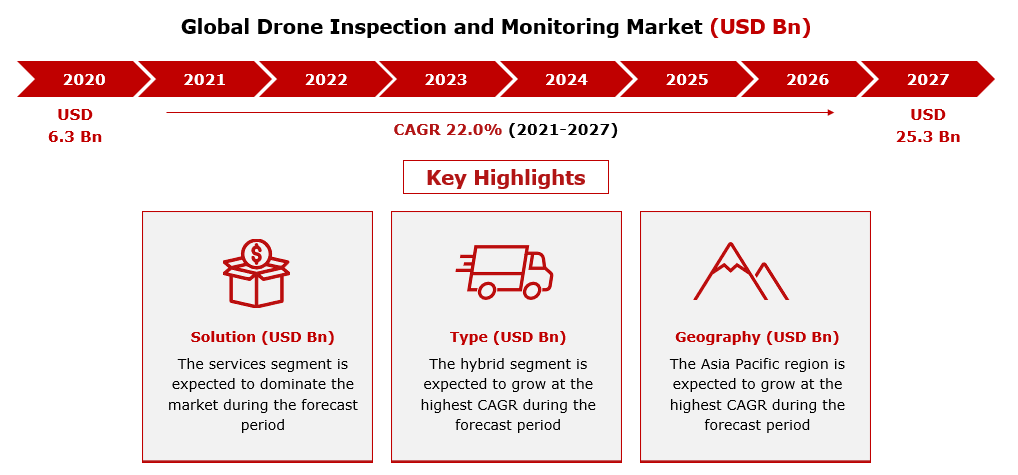 Global Drone Inspection and Monitoring Market (USD Bn)
2020 2021 2022 2023 2024 2025 2026 2027
USD
6.3 Bn
USD
25.3 Bn
CAGR 22.0% (2021-2027)
Key Highlights
$
Solution (USD Bn)
The services segment is
expected to dominate the
market during the forecast
period
Type (USD Bn)
The hybrid segment is
expected to grow at the
highest CAGR during the
forecast period
Geography (USD Bn)
The Asia Pacific region is
expected to grow at the
highest CAGR during the
forecast period